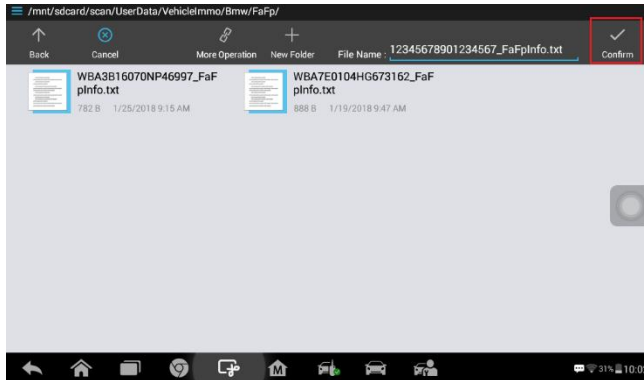 /mnt/sdcard/scan/UserData/VehicleImmo/Bmw/FaFp/
Back Cancel More Operation New Folder File Name : 12345678901234567_FaFpInfo.txt Confirm
WBA3B16070NP46997_FaF
pInfo.txt
782 B 1/25/2018 9:15 AM
WBA7E0104HG673162_FaF
pInfo.txt
888 B 1/19/2018 9:47 AM
M
31% 10:0